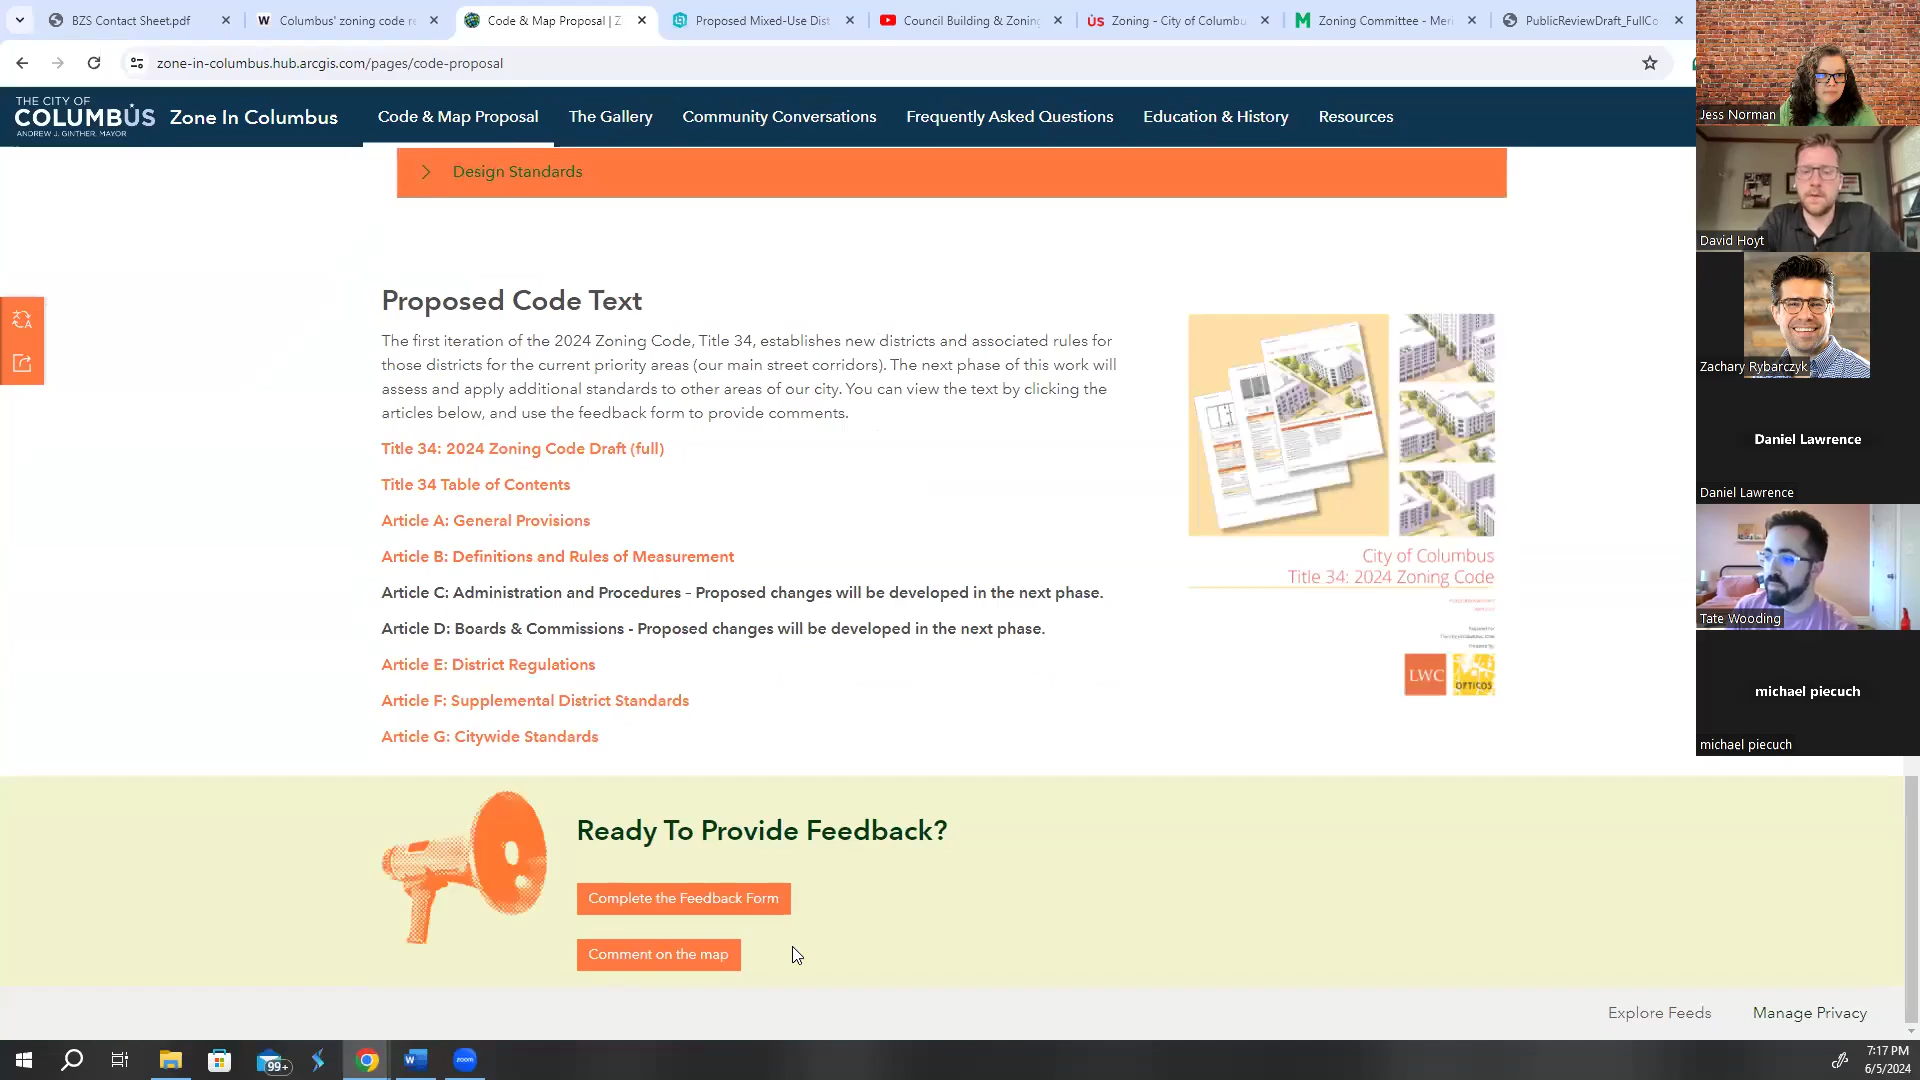 BZS Contact Sheet.pdf
Columbus' zoning code re
Code & Map Proposal | Z
Proposed Mixed-Use Dist
Council Building & Zoning
Zoning - City of Columbu
Zoning Committee - Meri
PublicReviewDraft_FullCo
zone-in-columbus.hub.arcgis.com/pages/code-proposal
THE CITY OF
COLUMBUS
ANDREW J. GINTHER, MAYOR
Zone In Columbus
Code & Map Proposal
The Gallery
Community Conversations
Frequently Asked Questions
Education & History
Resources
Design Standards
Proposed Code Text
The first iteration of the 2024 Zoning Code, Title 34, establishes new districts and associated rules for
those districts for the current priority areas (our main street corridors). The next phase of this work will
assess and apply additional standards to other areas of our city. You can view the text by clicking the
articles below, and use the feedback form to provide comments.
Title 34: 2024 Zoning Code Draft (full)
Title 34 Table of Contents
Article A: General Provisions
Article B: Definitions and Rules of Measurement
Article C: Administration and Procedures – Proposed changes will be developed in the next phase.
Article D: Boards & Commissions - Proposed changes will be developed in the next phase.
Article E: District Regulations
Article F: Supplemental District Standards
Article G: Citywide Standards
City of Columbus
Title 34: 2024 Zoning Code
LWC
OPTICOS
Ready To Provide Feedback?
Complete the Feedback Form
Comment on the map
Explore Feeds
Manage Privacy
Jess Norman
David Hoyt
Zachary Rybarczyk
Daniel Lawrence
Daniel Lawrence
Tate Wooding
michael piecuch
michael piecuch
99+
zoom
7:17 PM
6/5/2024